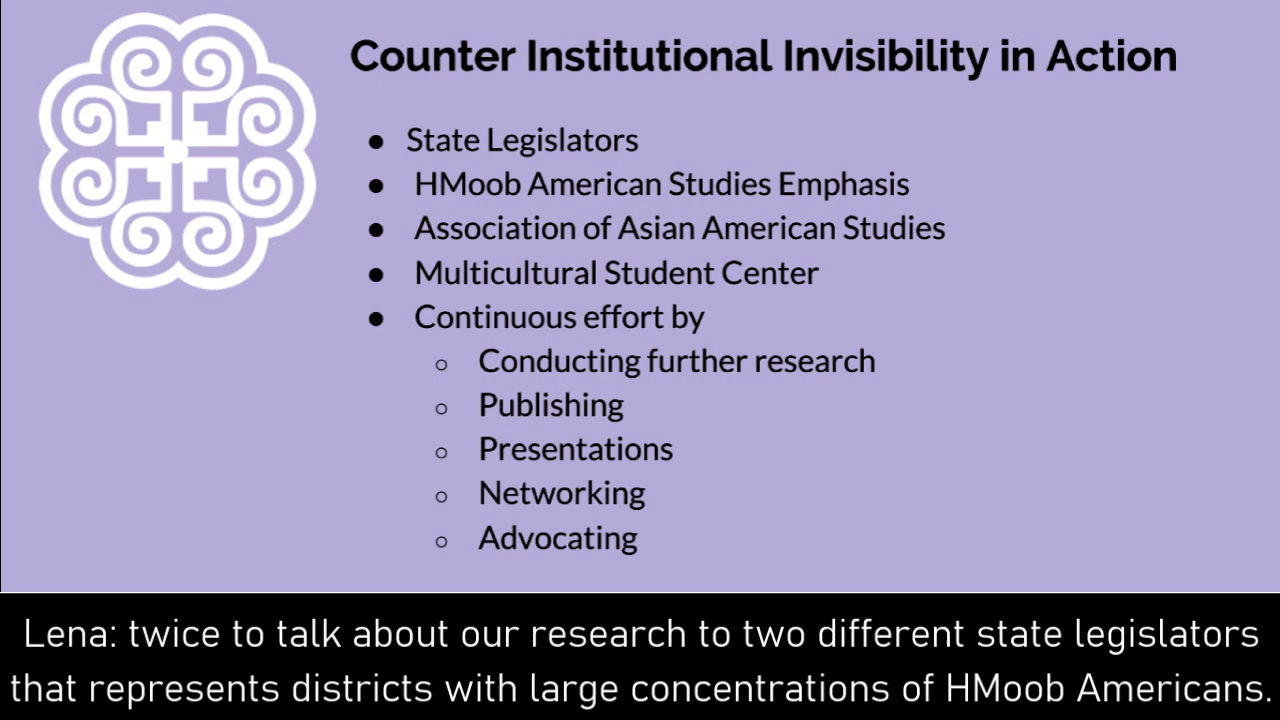 Counter Institutional Invisibility in Action
● State Legislators
● HMoob American Studies Emphasis
● Association of Asian American Studies
● Multicultural Student Center
● Continuous effort by
○ Conducting further research
○ Publishing
○ Presentations
○ Networking
○ Advocating
Lena: twice to talk about our research to two different state legislators
that represents districts with large concentrations of HMoob Americans.